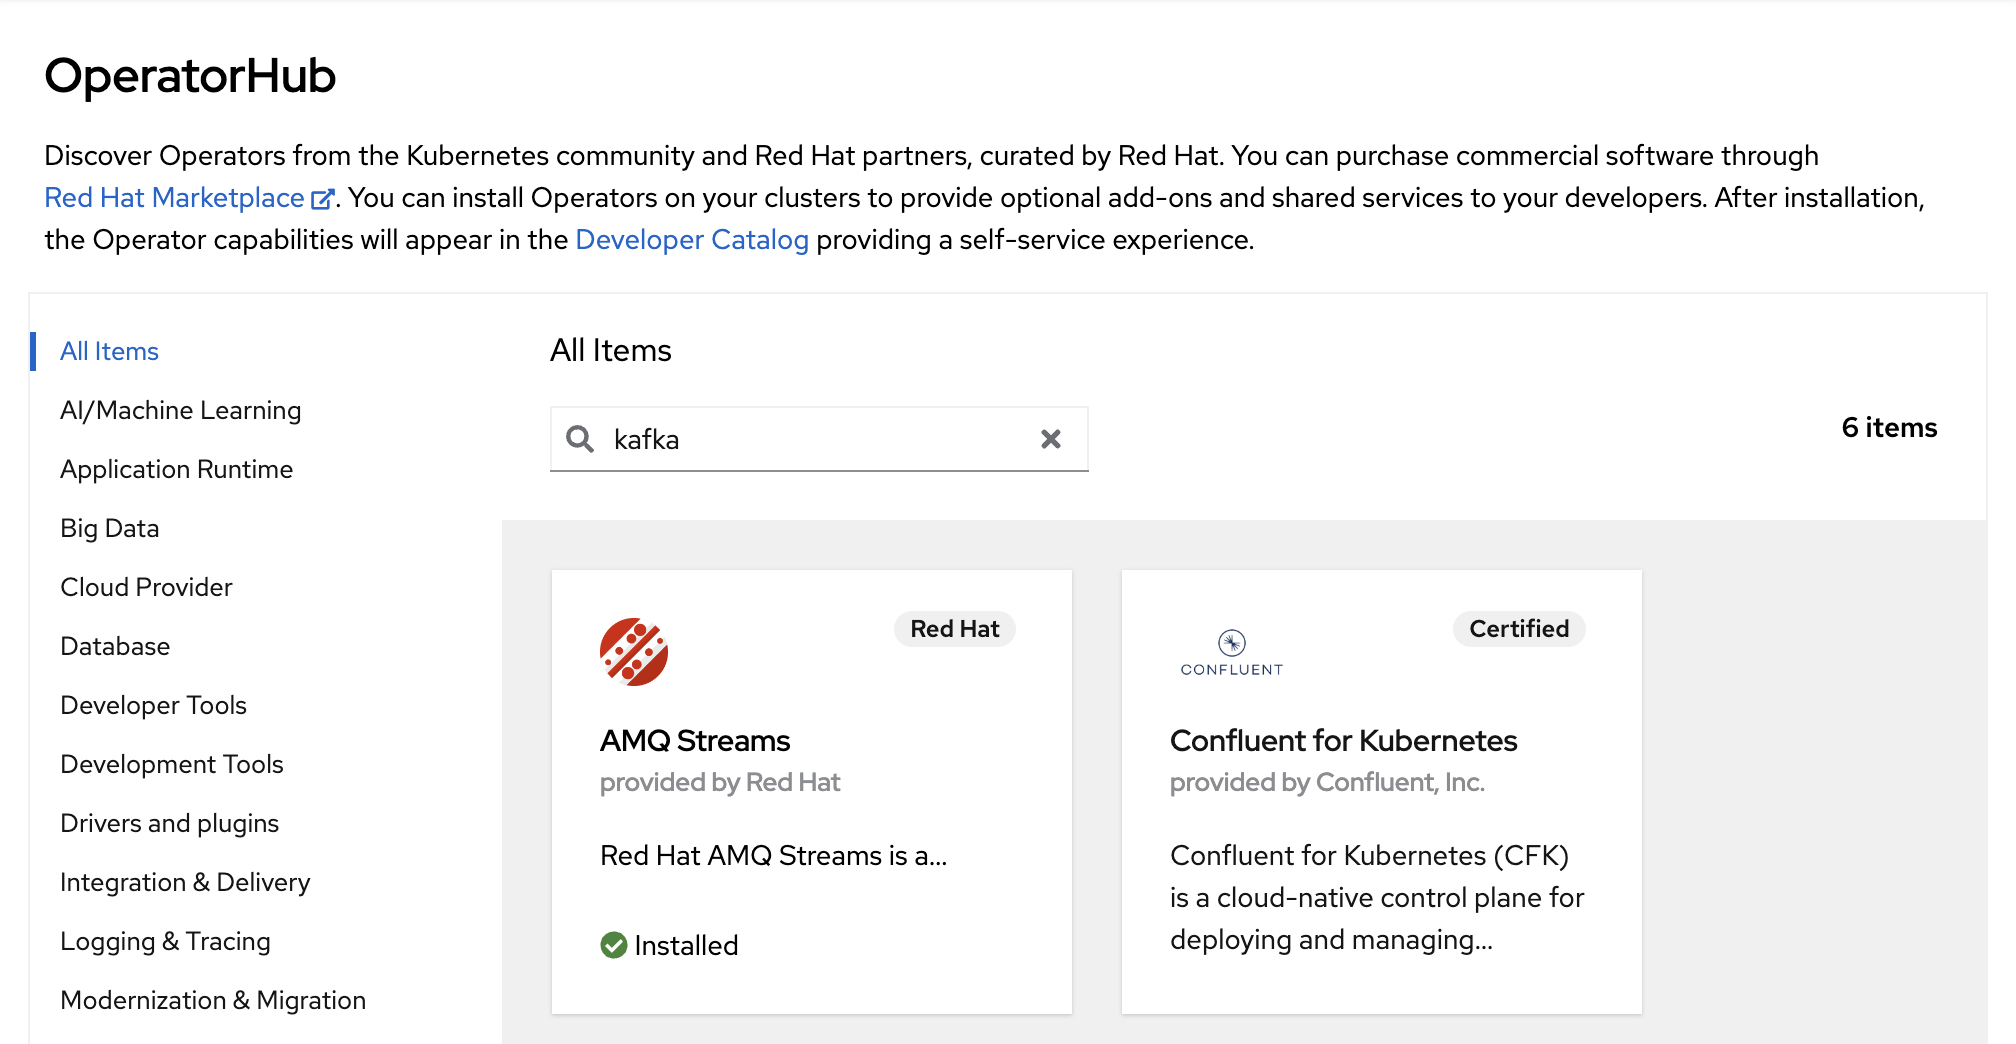 OperatorHub
Discover Operators from the Kubernetes community and Red Hat partners, curated by Red Hat. You can purchase commercial software through
Red Hat Marketplace. You can install Operators on your clusters to provide optional add-ons and shared services to your developers. After installation,
the Operator capabilities will appear in the Developer Catalog providing a self-service experience.
All Items
AI/Machine Learning
Application Runtime
Big Data
Cloud Provider
Database
Developer Tools
Development Tools
Drivers and plugins
Integration & Delivery
Logging & Tracing
Modernization & Migration
All Items
kafka
6 items
Red Hat
AMQ Streams
provided by Red Hat
Red Hat AMQ Streams is a...
Installed
CONFLUENT
Certified
Confluent for Kubernetes
provided by Confluent, Inc.
Confluent for Kubernetes (CFK)
is a cloud-native control plane for
deploying and managing...